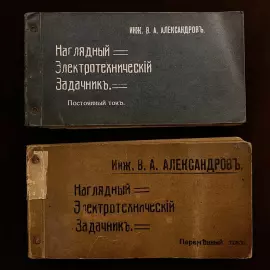 ИНЖ. В. А. АЛЕКСАНДРОВЪ.
Наглядный
Электротехническій
Задачникъ.
Постоянный токъ.
Инж. В. А. АЛЕКСАНДРОВЪ.
Наглядный
Электротехническій
Задачникъ.
Перемѣнный токъ.